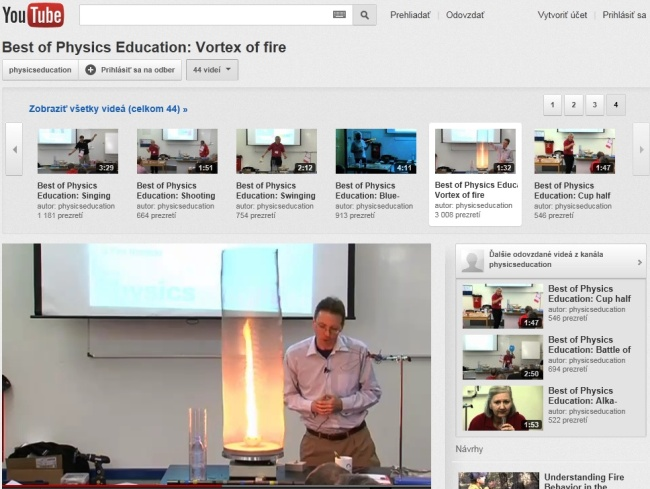 YouTube
Prehliadať
Odovzdať
Vytvoriť účet
Prihlásiť sa
Best of Physics Education: Vortex of fire
physicseducation
Prihlásiť sa na odber
44 videí
Zobraziť všetky videá (celkom 44) »
1 2 3 4
3:29
Best of Physics
Education: Singing
autor: physicseducation
1 181 prezretí
1:51
Best of Physics
Education: Shooting
autor: physicseducation
664 prezretí
2:12
Best of Physics
Education: Swinging
autor: physicseducation
754 prezretí
4:11
Best of Physics
Education: Blue-
autor: physicseducation
913 prezretí
1:32
Best of Physics Educa
Vortex of fire
autor: physicseducation
3 008 prezretí
1:47
Best of Physics
Education: Cup half
autor: physicseducation
546 prezretí
Physics
Ďalšie odovzdané videá z kanála
physicseducation
1:47
Best of Physics
Education: Cup half
autor: physicseducation
546 prezretí
2:50
Best of Physics
Education: Battle of
autor: physicseducation
694 prezretí
1:53
Best of Physics
Education: Alka-
autor: physicseducation
522 prezretí
Návrhy
Understanding Fire
Behavior in the